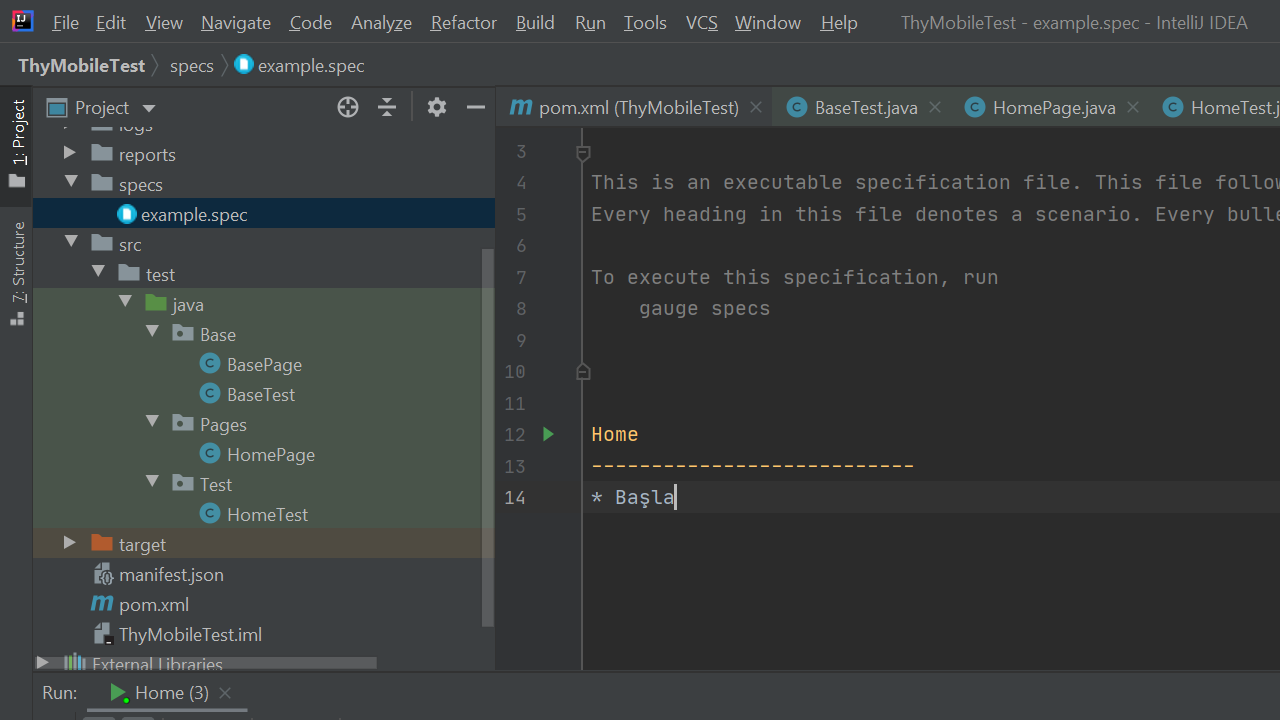 File Edit View Navigate Code Analyze Refactor Build Run Tools VCS Window Help ThyMobileTest - example.spec - IntelliJ IDEA
ThyMobileTest specs example.spec
1: Project
7: Structure
Project
logs
reports
specs
example.spec
src
test
java
Base
BasePage
BaseTest
Pages
HomePage
Test
HomeTest
target
manifest.json
pom.xml
ThyMobileTest.iml
External Libraries
m pom.xml (ThyMobileTest) C BaseTest.java C HomePage.java C HomeTest.j
3
4 This is an executable specification file. This file follow
5 Every heading in this file denotes a scenario. Every bulle
6
7 To execute this specification, run
8 gauge specs
9
10
11
12 Home
13 ---------------------------
14 * Başla
Run: Home (3)